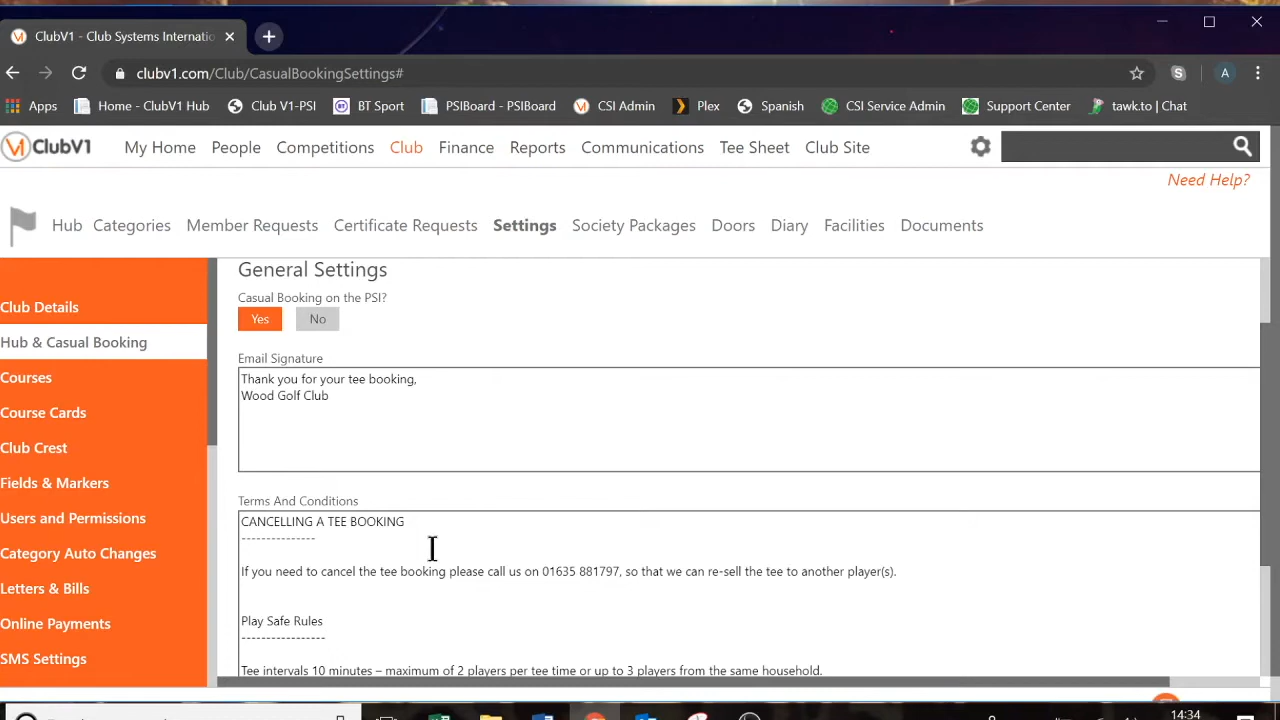 ClubV1 - Club Systems Internatio
clubv1.com/Club/CasualBookingSettings#
A
Apps Home - ClubV1 Hub Club V1-PSI BT Sport PSIBoard - PSIBoard CSI Admin Plex Spanish CSI Service Admin Support Center tawk.to | Chat
V1 ClubV1 My Home People Competitions Club Finance Reports Communications Tee Sheet Club Site
Need Help?
Hub Categories Member Requests Certificate Requests Settings Society Packages Doors Diary Facilities Documents
Club Details
Hub & Casual Booking
Courses
Course Cards
Club Crest
Fields & Markers
Users and Permissions
Category Auto Changes
Letters & Bills
Online Payments
SMS Settings
General Settings
Casual Booking on the PSI?
Yes No
Email Signature
Thank you for your tee booking,
Wood Golf Club
Terms And Conditions
CANCELLING A TEE BOOKING
---------------
If you need to cancel the tee booking please call us on 01635 881797, so that we can re-sell the tee to another player(s).
Play Safe Rules
-----------------
Tee intervals 10 minutes – maximum of 2 players per tee time or up to 3 players from the same household.
14:34